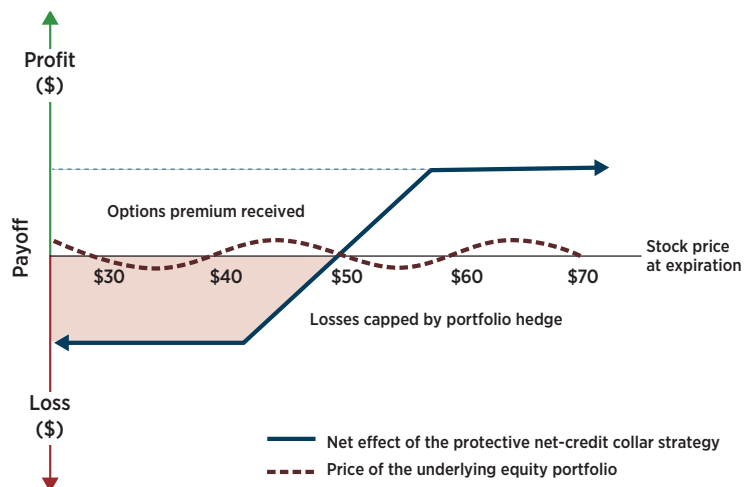 Profit
($)
Payoff
Options premium received
Stock price
at expiration
$30
$40
$50
$60
$70
Losses capped by portfolio hedge
Loss
($)
Net effect of the protective net-credit collar strategy
Price of the underlying equity portfolio